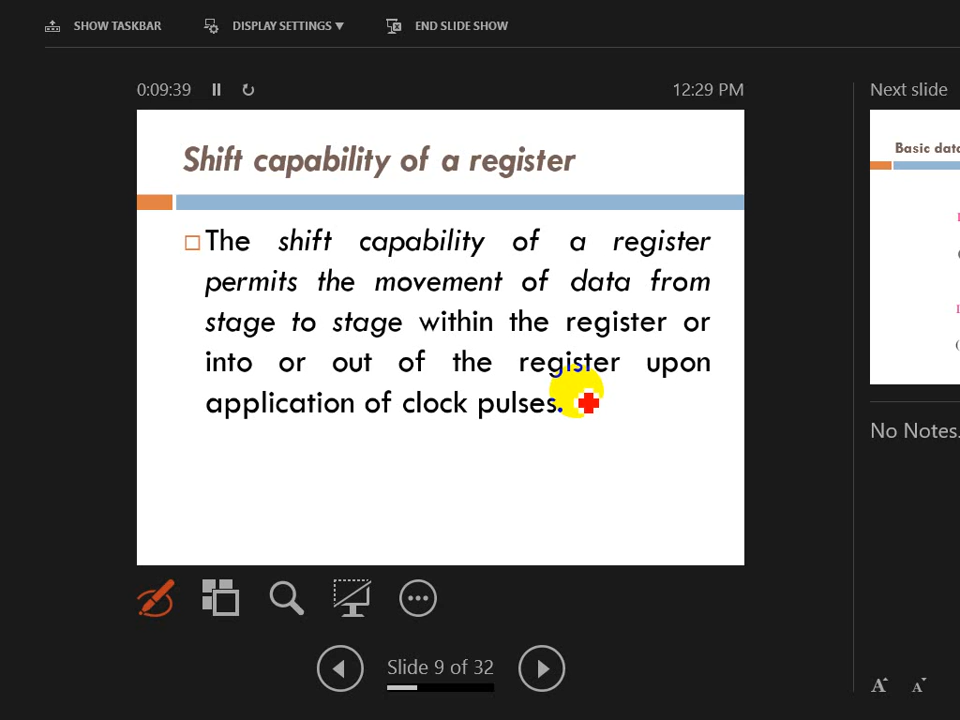 SHOW TASKBAR
DISPLAY SETTINGS ▼
END SLIDE SHOW
0:09:39
12:29 PM
Next slide
Shift capability of a register
The shift capability of a register
permits the movement of data from
stage to stage within the register or
into or out of the register upon
application of clock pulses.
Basic data
No Notes.
Slide 9 of 32
A A